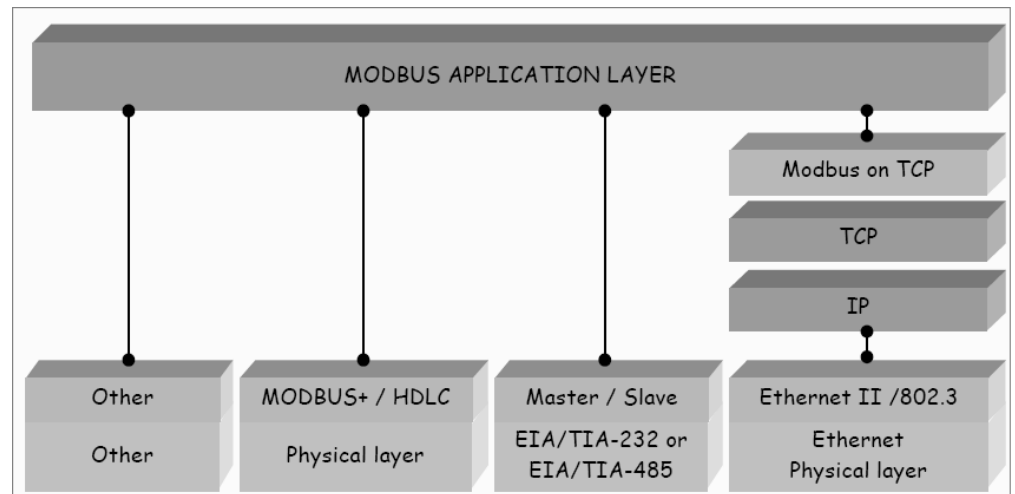 MODBUS APPLICATION LAYER
Modbus on TCP
TCP
IP
Other
MODBUS+ / HDLC
Master / Slave
Ethernet II /802.3
Other
Physical layer
EIA/TIA-232 or
EIA/TIA-485
Ethernet
Physical layer